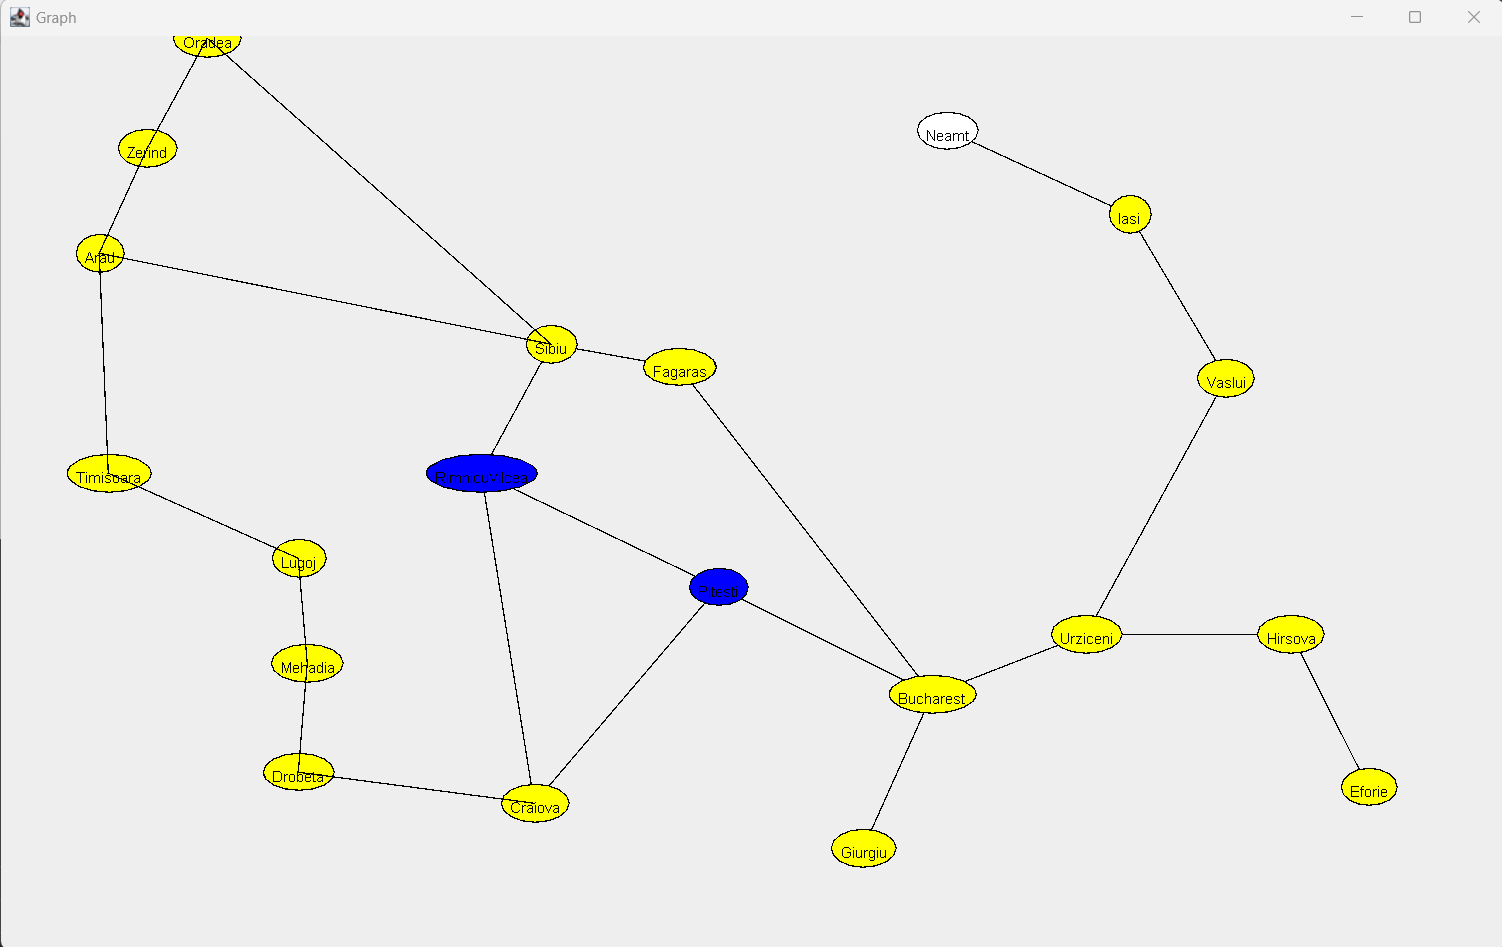 Graph
Oradea
Neamt
Zerind
Iasi
Arad
Sibiu
Fagaras
Vaslui
Timisoara
RimnicuVilcea
Lugoj
Pitesti
Urziceni
Hirsova
Mehadia
Bucharest
Drobeta
Eforie
Craiova
Giurgiu